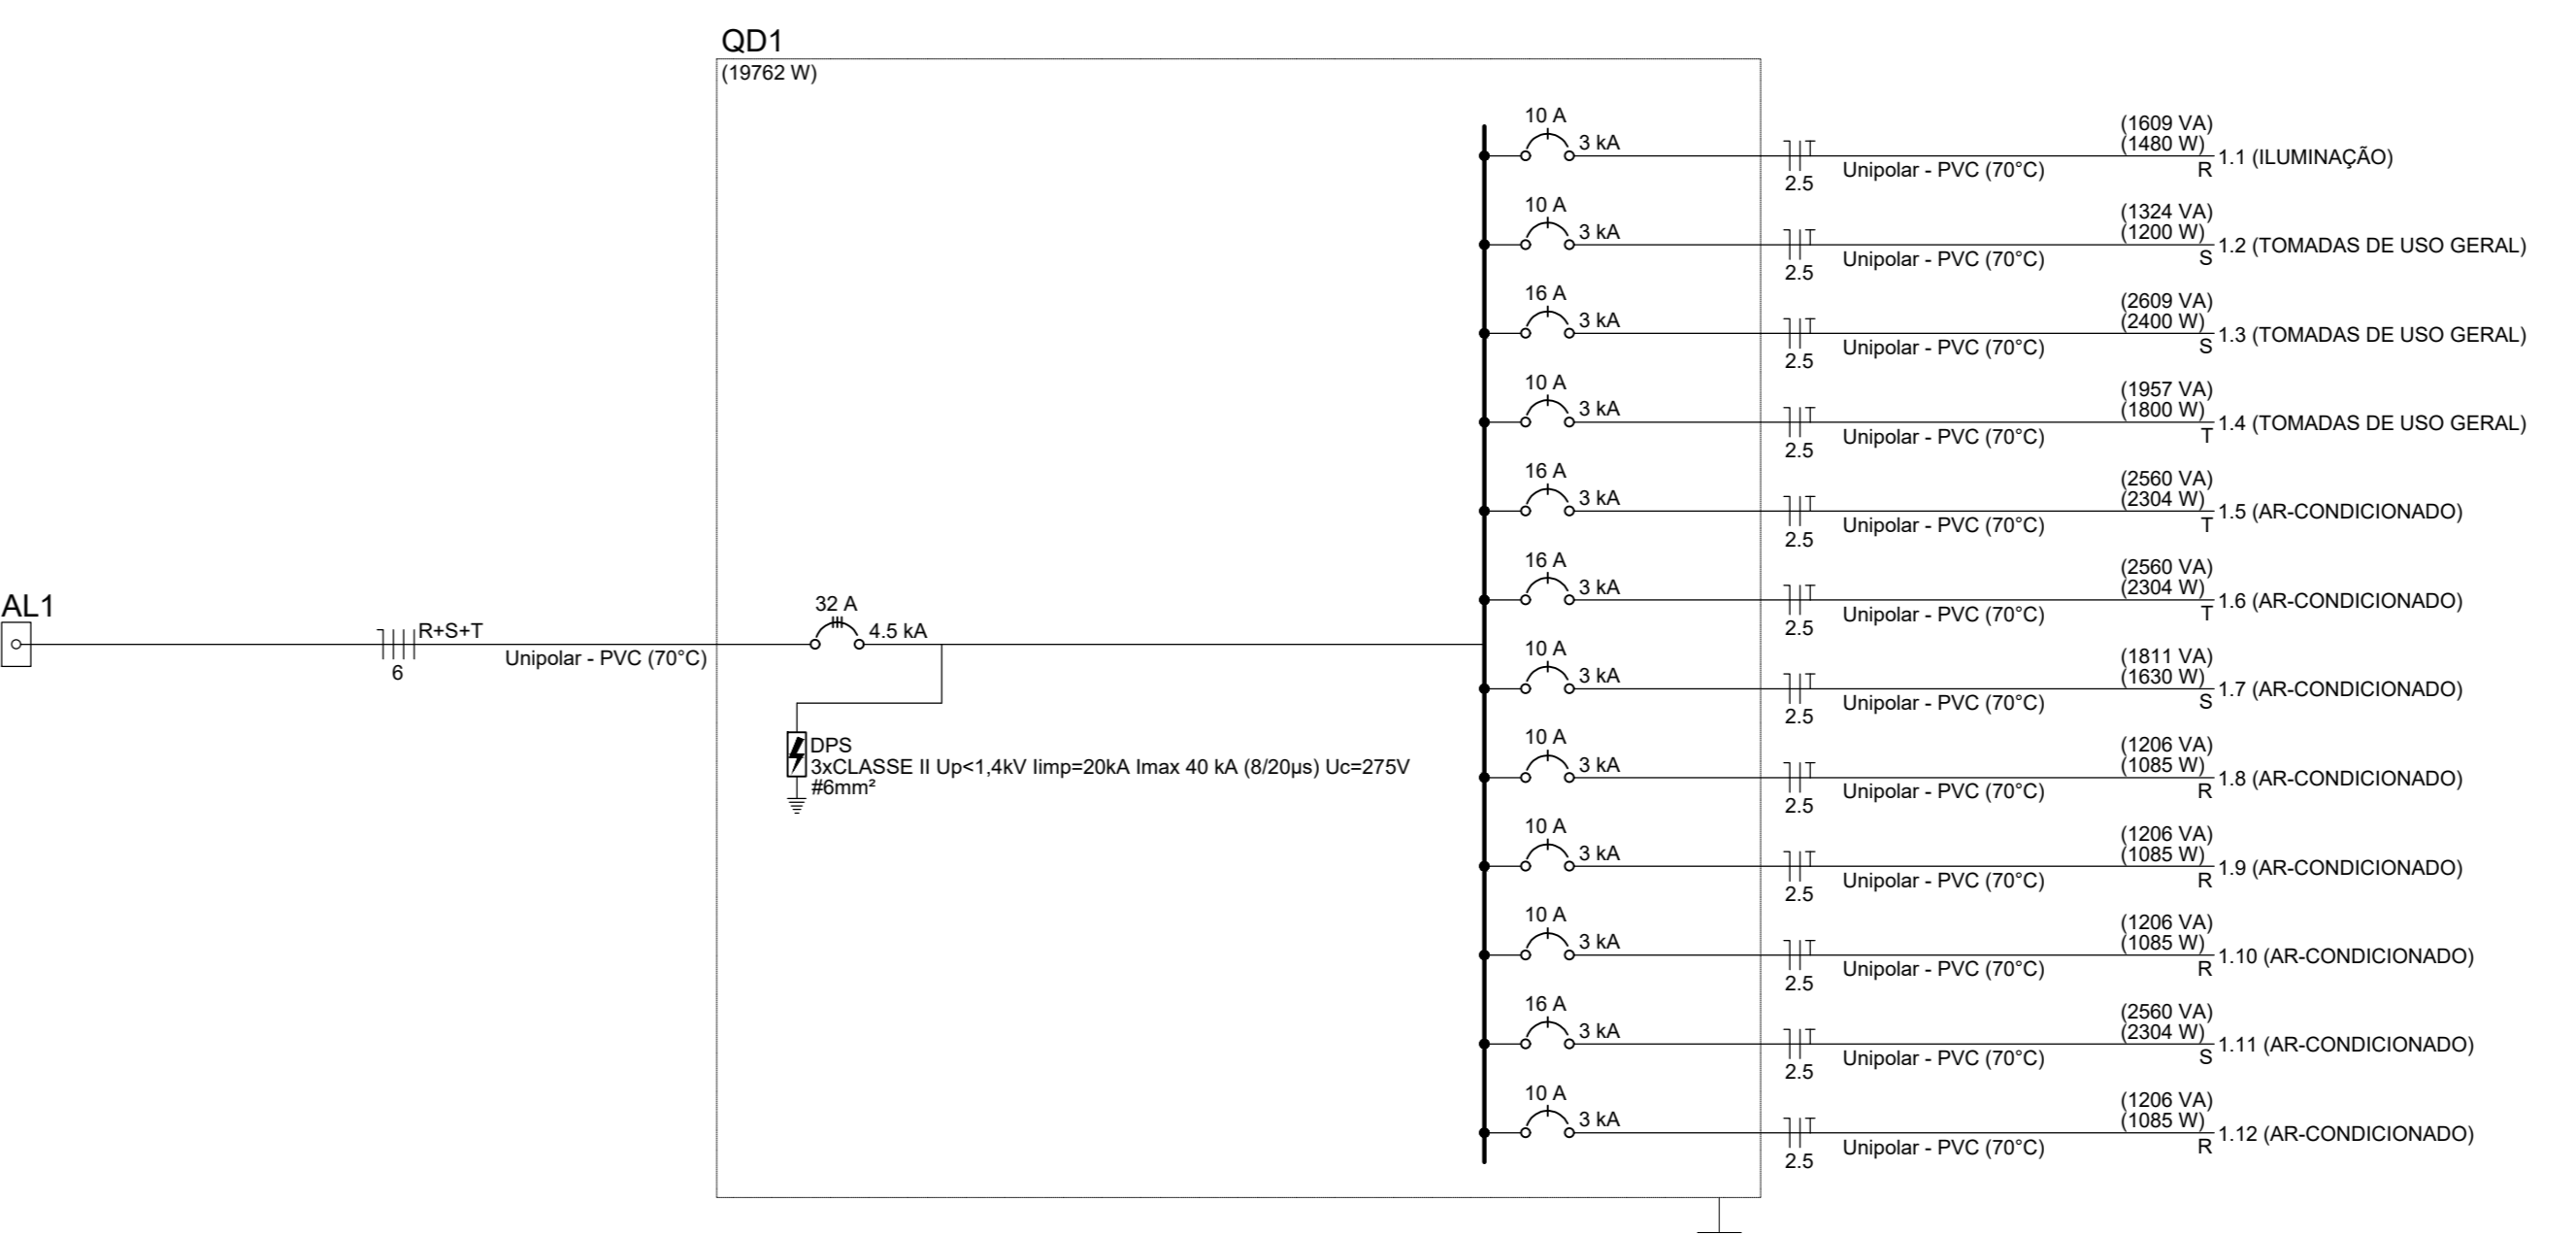 QD1
(19762 W)
10 A
3 kA
2.5
Unipolar - PVC (70°C)
(1609 VA)
(1480 W)
R
1.1 (ILUMINAÇÃO)
10 A
3 kA
2.5
Unipolar - PVC (70°C)
(1324 VA)
(1200 W)
S
1.2 (TOMADAS DE USO GERAL)
16 A
3 kA
2.5
Unipolar - PVC (70°C)
(2609 VA)
(2400 W)
S
1.3 (TOMADAS DE USO GERAL)
10 A
3 kA
2.5
Unipolar - PVC (70°C)
(1957 VA)
(1800 W)
T
1.4 (TOMADAS DE USO GERAL)
16 A
3 kA
2.5
Unipolar - PVC (70°C)
(2560 VA)
(2304 W)
T
1.5 (AR-CONDICIONADO)
16 A
3 kA
2.5
Unipolar - PVC (70°C)
(2560 VA)
(2304 W)
T
1.6 (AR-CONDICIONADO)
AL1
R+S+T
6
Unipolar - PVC (70°C)
32 A
4.5 kA
DPS
3xCLASSE II Up<1,4kV Iimp=20kA Imax 40 kA (8/20µs) Uc=275V
#6mm²
10 A
3 kA
2.5
Unipolar - PVC (70°C)
(1811 VA)
(1630 W)
S
1.7 (AR-CONDICIONADO)
10 A
3 kA
2.5
Unipolar - PVC (70°C)
(1206 VA)
(1085 W)
R
1.8 (AR-CONDICIONADO)
10 A
3 kA
2.5
Unipolar - PVC (70°C)
(1206 VA)
(1085 W)
R
1.9 (AR-CONDICIONADO)
10 A
3 kA
2.5
Unipolar - PVC (70°C)
(1206 VA)
(1085 W)
R
1.10 (AR-CONDICIONADO)
16 A
3 kA
2.5
Unipolar - PVC (70°C)
(2560 VA)
(2304 W)
S
1.11 (AR-CONDICIONADO)
10 A
3 kA
2.5
Unipolar - PVC (70°C)
(1206 VA)
(1085 W)
R
1.12 (AR-CONDICIONADO)